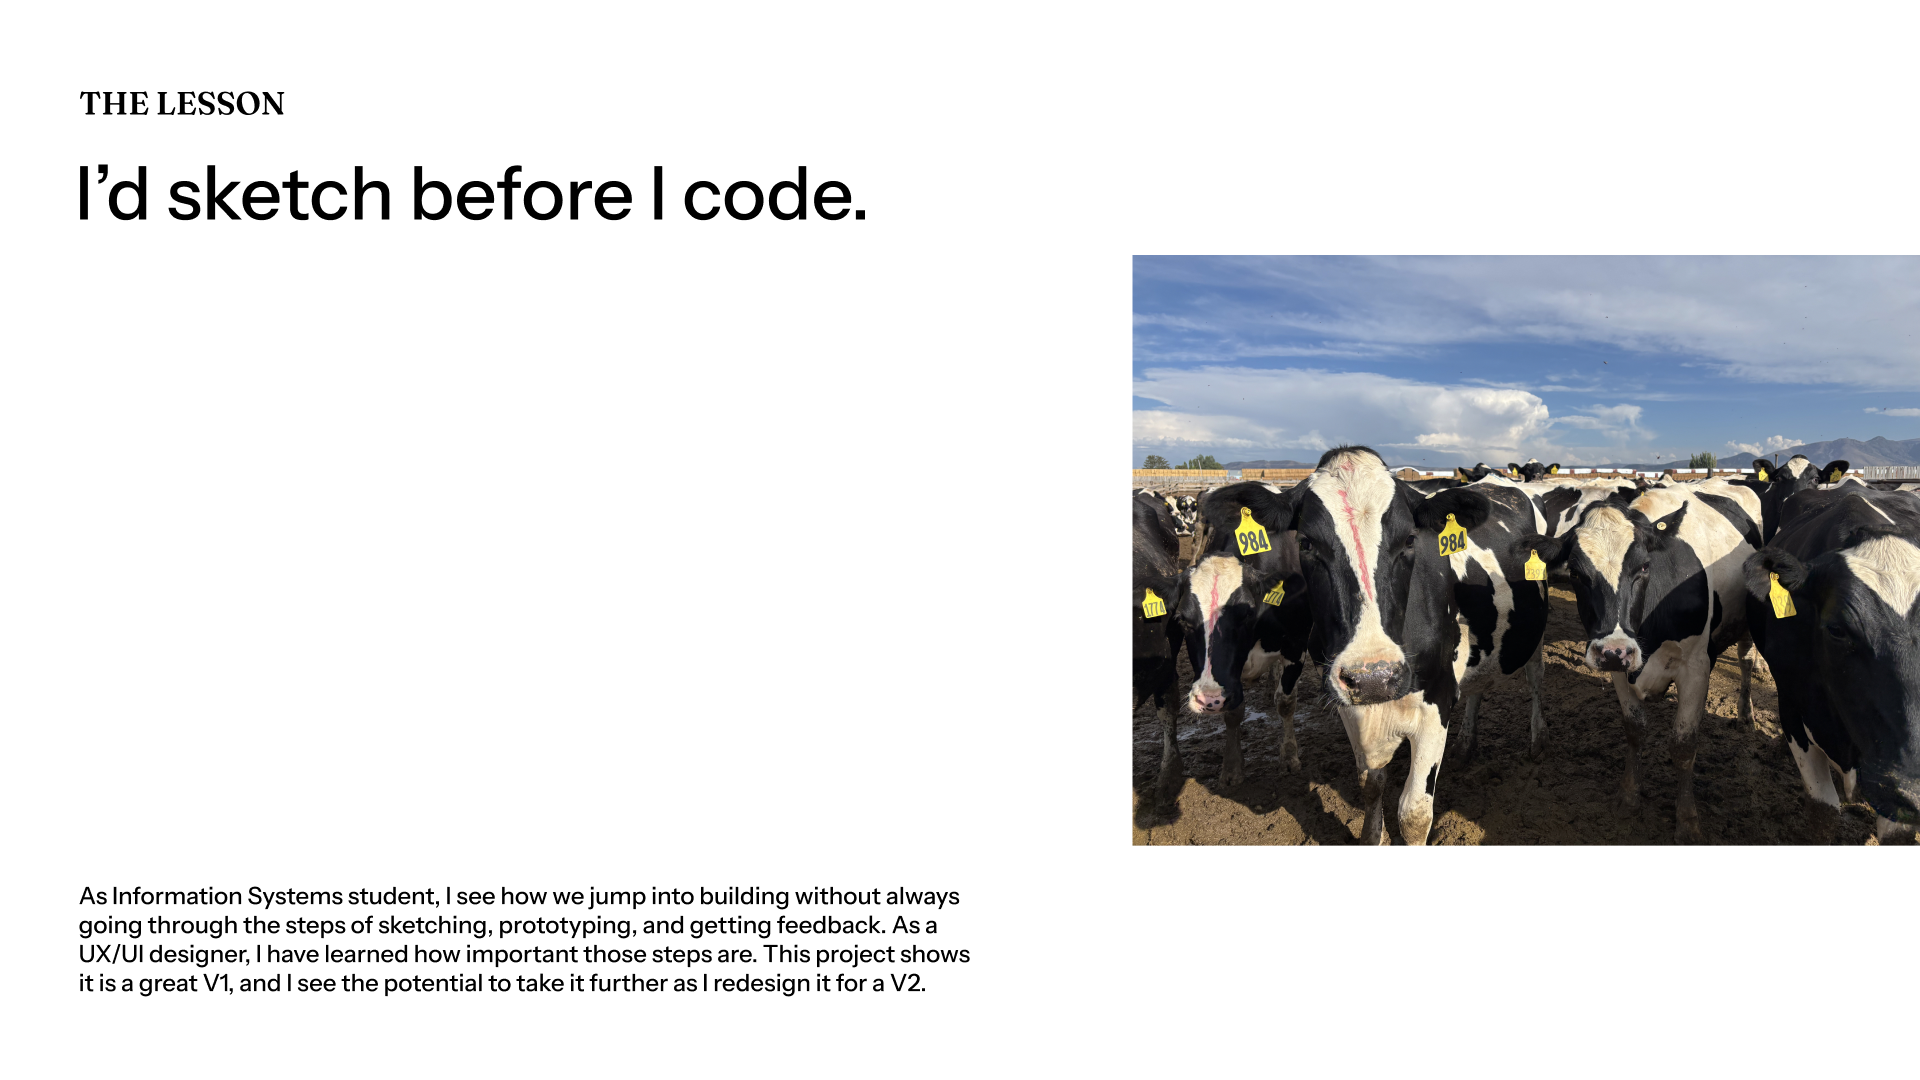 THE LESSON
I’d sketch before I code.
984
984
1774
As Information Systems student, I see how we jump into building without always
going through the steps of sketching, prototyping, and getting feedback. As a
UX/UI designer, I have learned how important those steps are. This project shows
it is a great V1, and I see the potential to take it further as I redesign it for a V2.